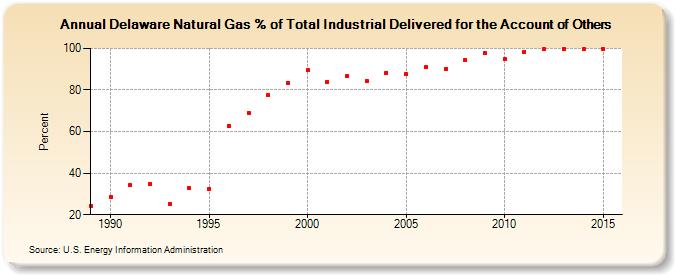 Annual Delaware Natural Gas % of Total Industrial Delivered for the Account of Others
Percent
100
80
60
40
20
1990 1995 2000 2005 2010 2015
Source: U.S. Energy Information Administration